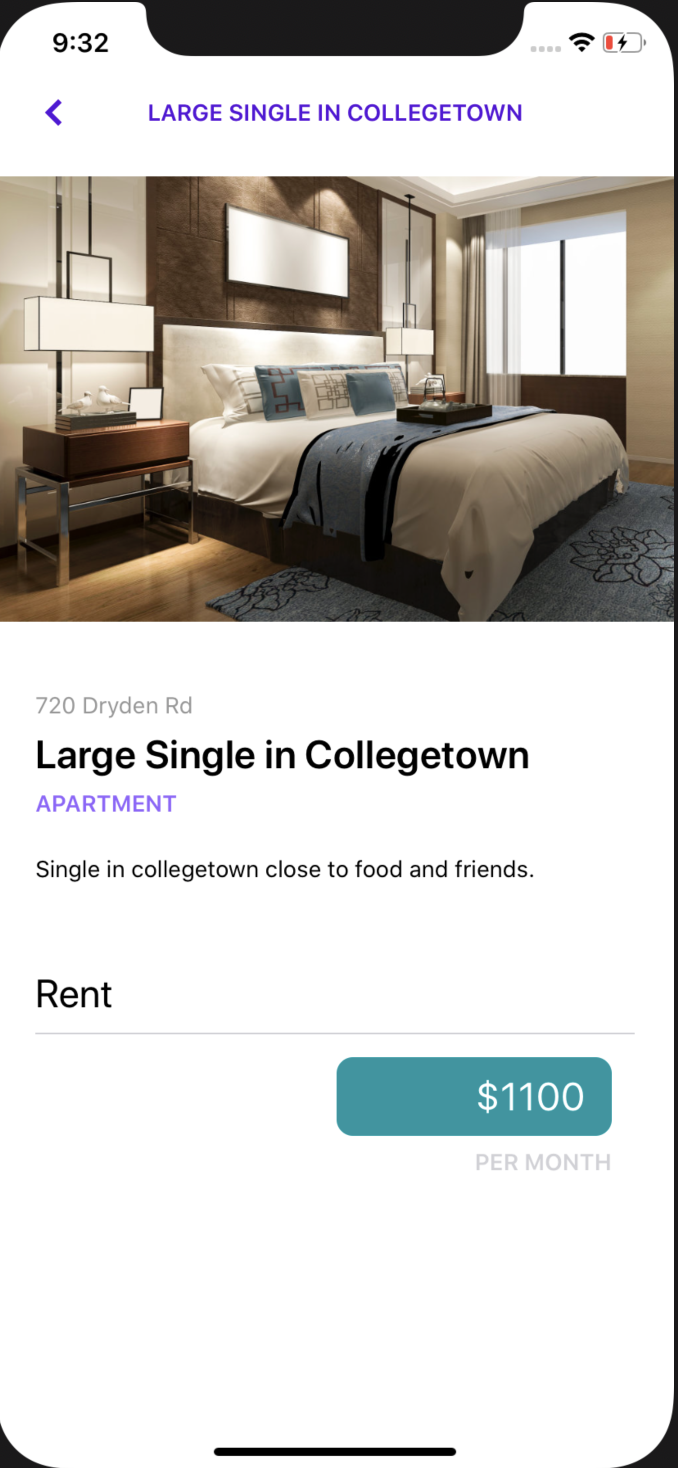 9:32
LARGE SINGLE IN COLLEGETOWN
720 Dryden Rd
Large Single in Collegetown
APARTMENT
Single in collegetown close to food and friends.
Rent
$1100
PER MONTH